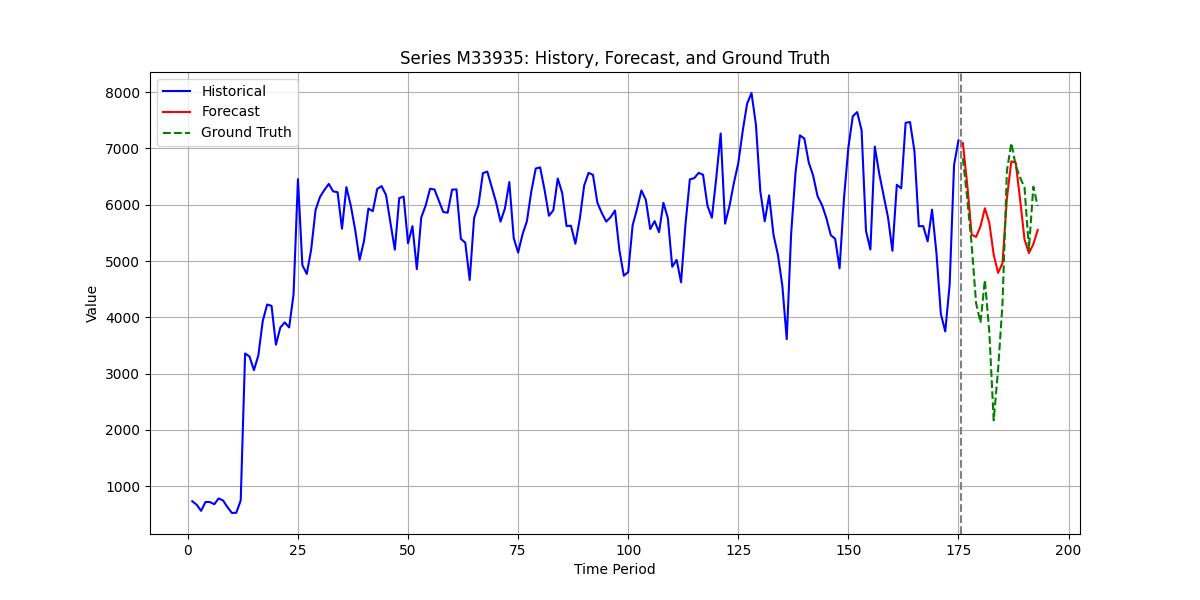 Series M33935: History, Forecast, and Ground Truth
Historical
Forecast
Ground Truth
8000
7000
6000
5000
4000
3000
2000
1000
Value
0 25 50 75 100 125 150 175 200
Time Period